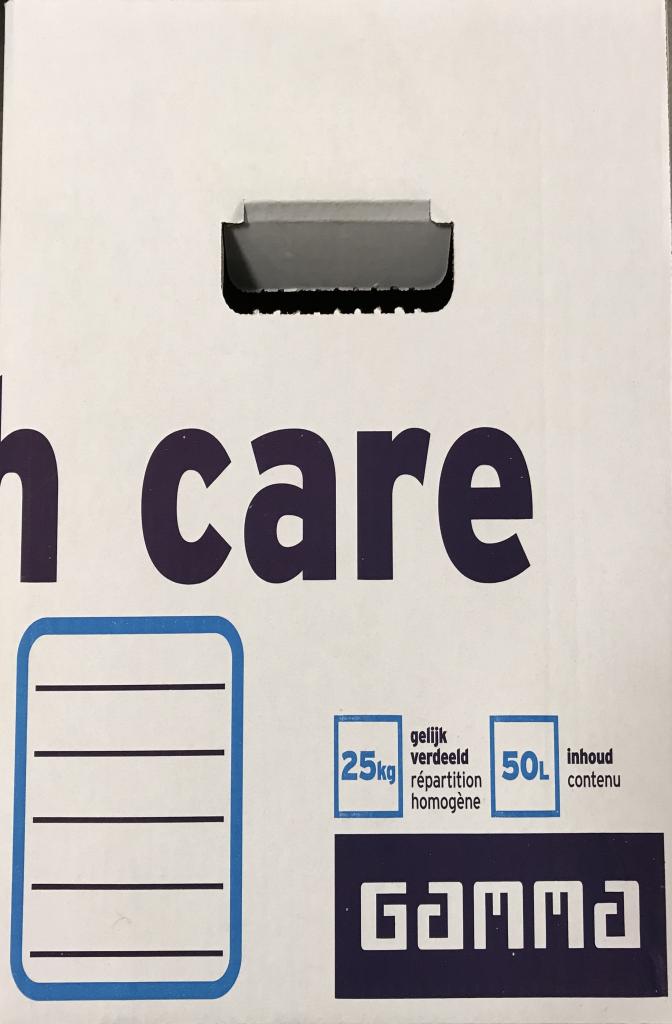 h care
25kg
gelijk
verdeeld
répartition
homogène
50L
inhoud
contenu
GAMMA